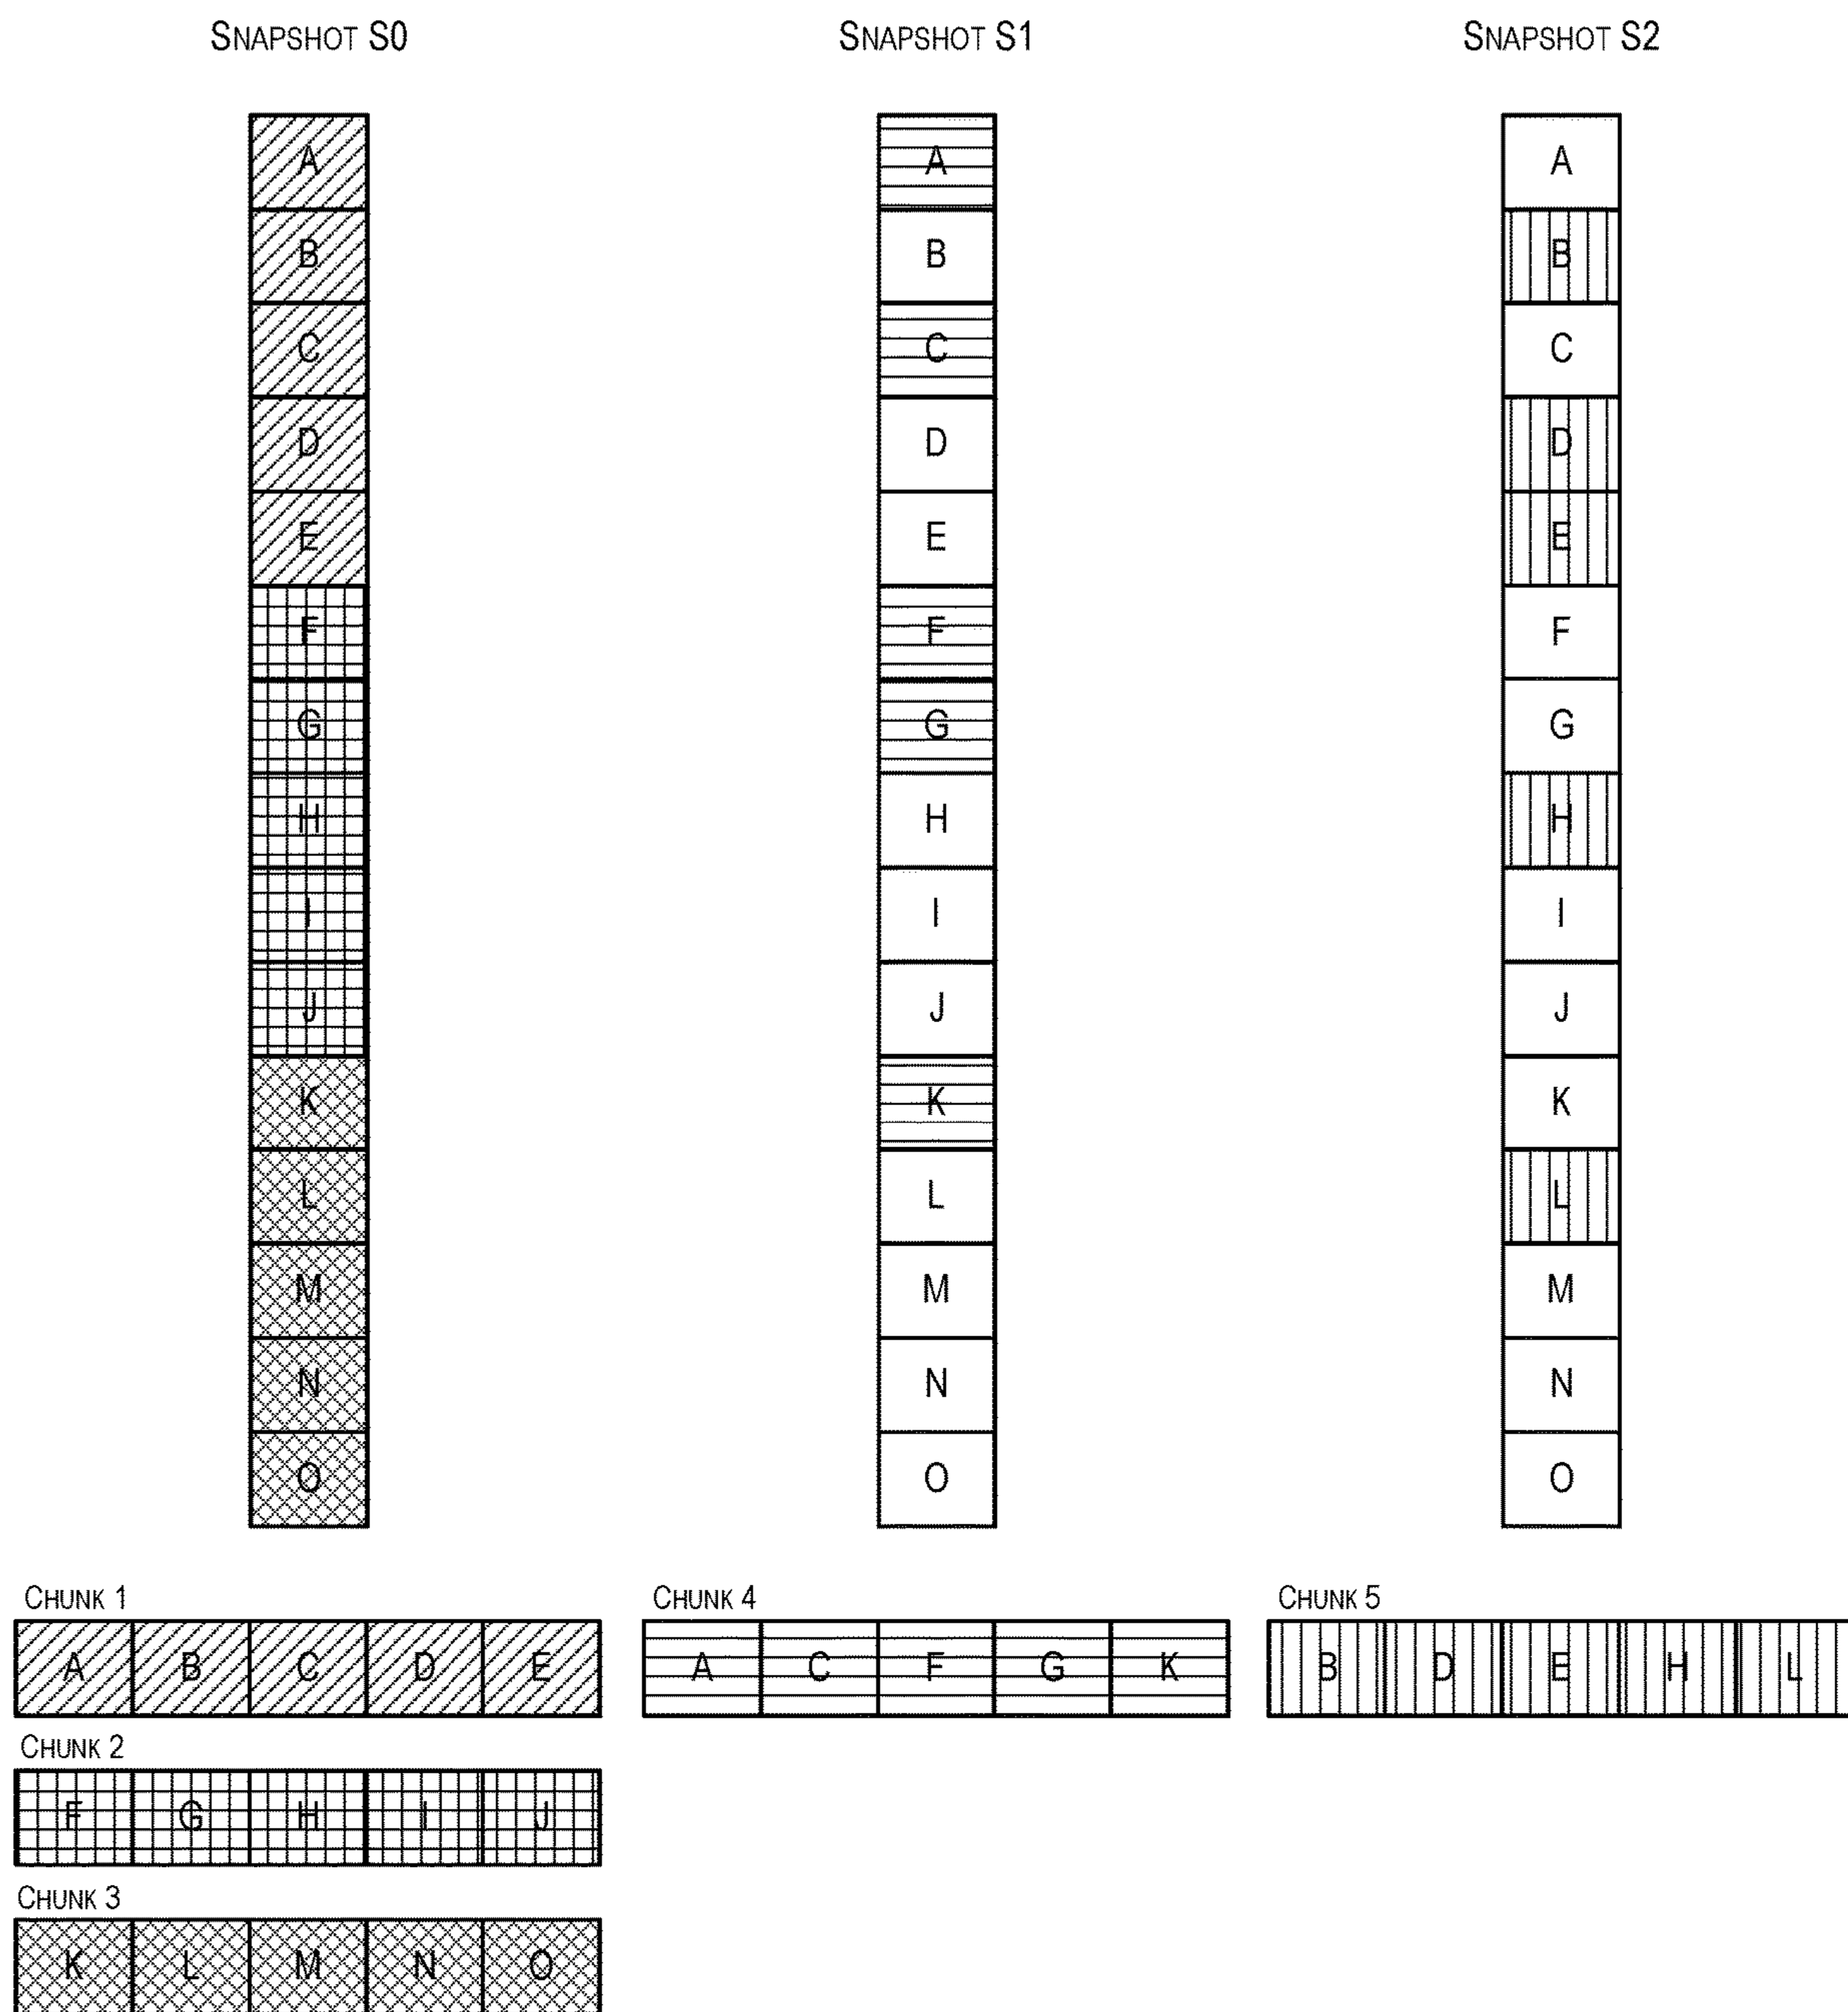 SNAPSHOT S0 SNAPSHOT S1 SNAPSHOT S2
A A A
B B B
C C C
D D D
E E E
F F F
G G G
H H H
I I I
J J J
K K K
L L L
M M M
N N N
O O O
CHUNK 1 CHUNK 4 CHUNK 5
A B C D E A C F G K B D E H L
CHUNK 2
F G H I J
CHUNK 3
K L M N O